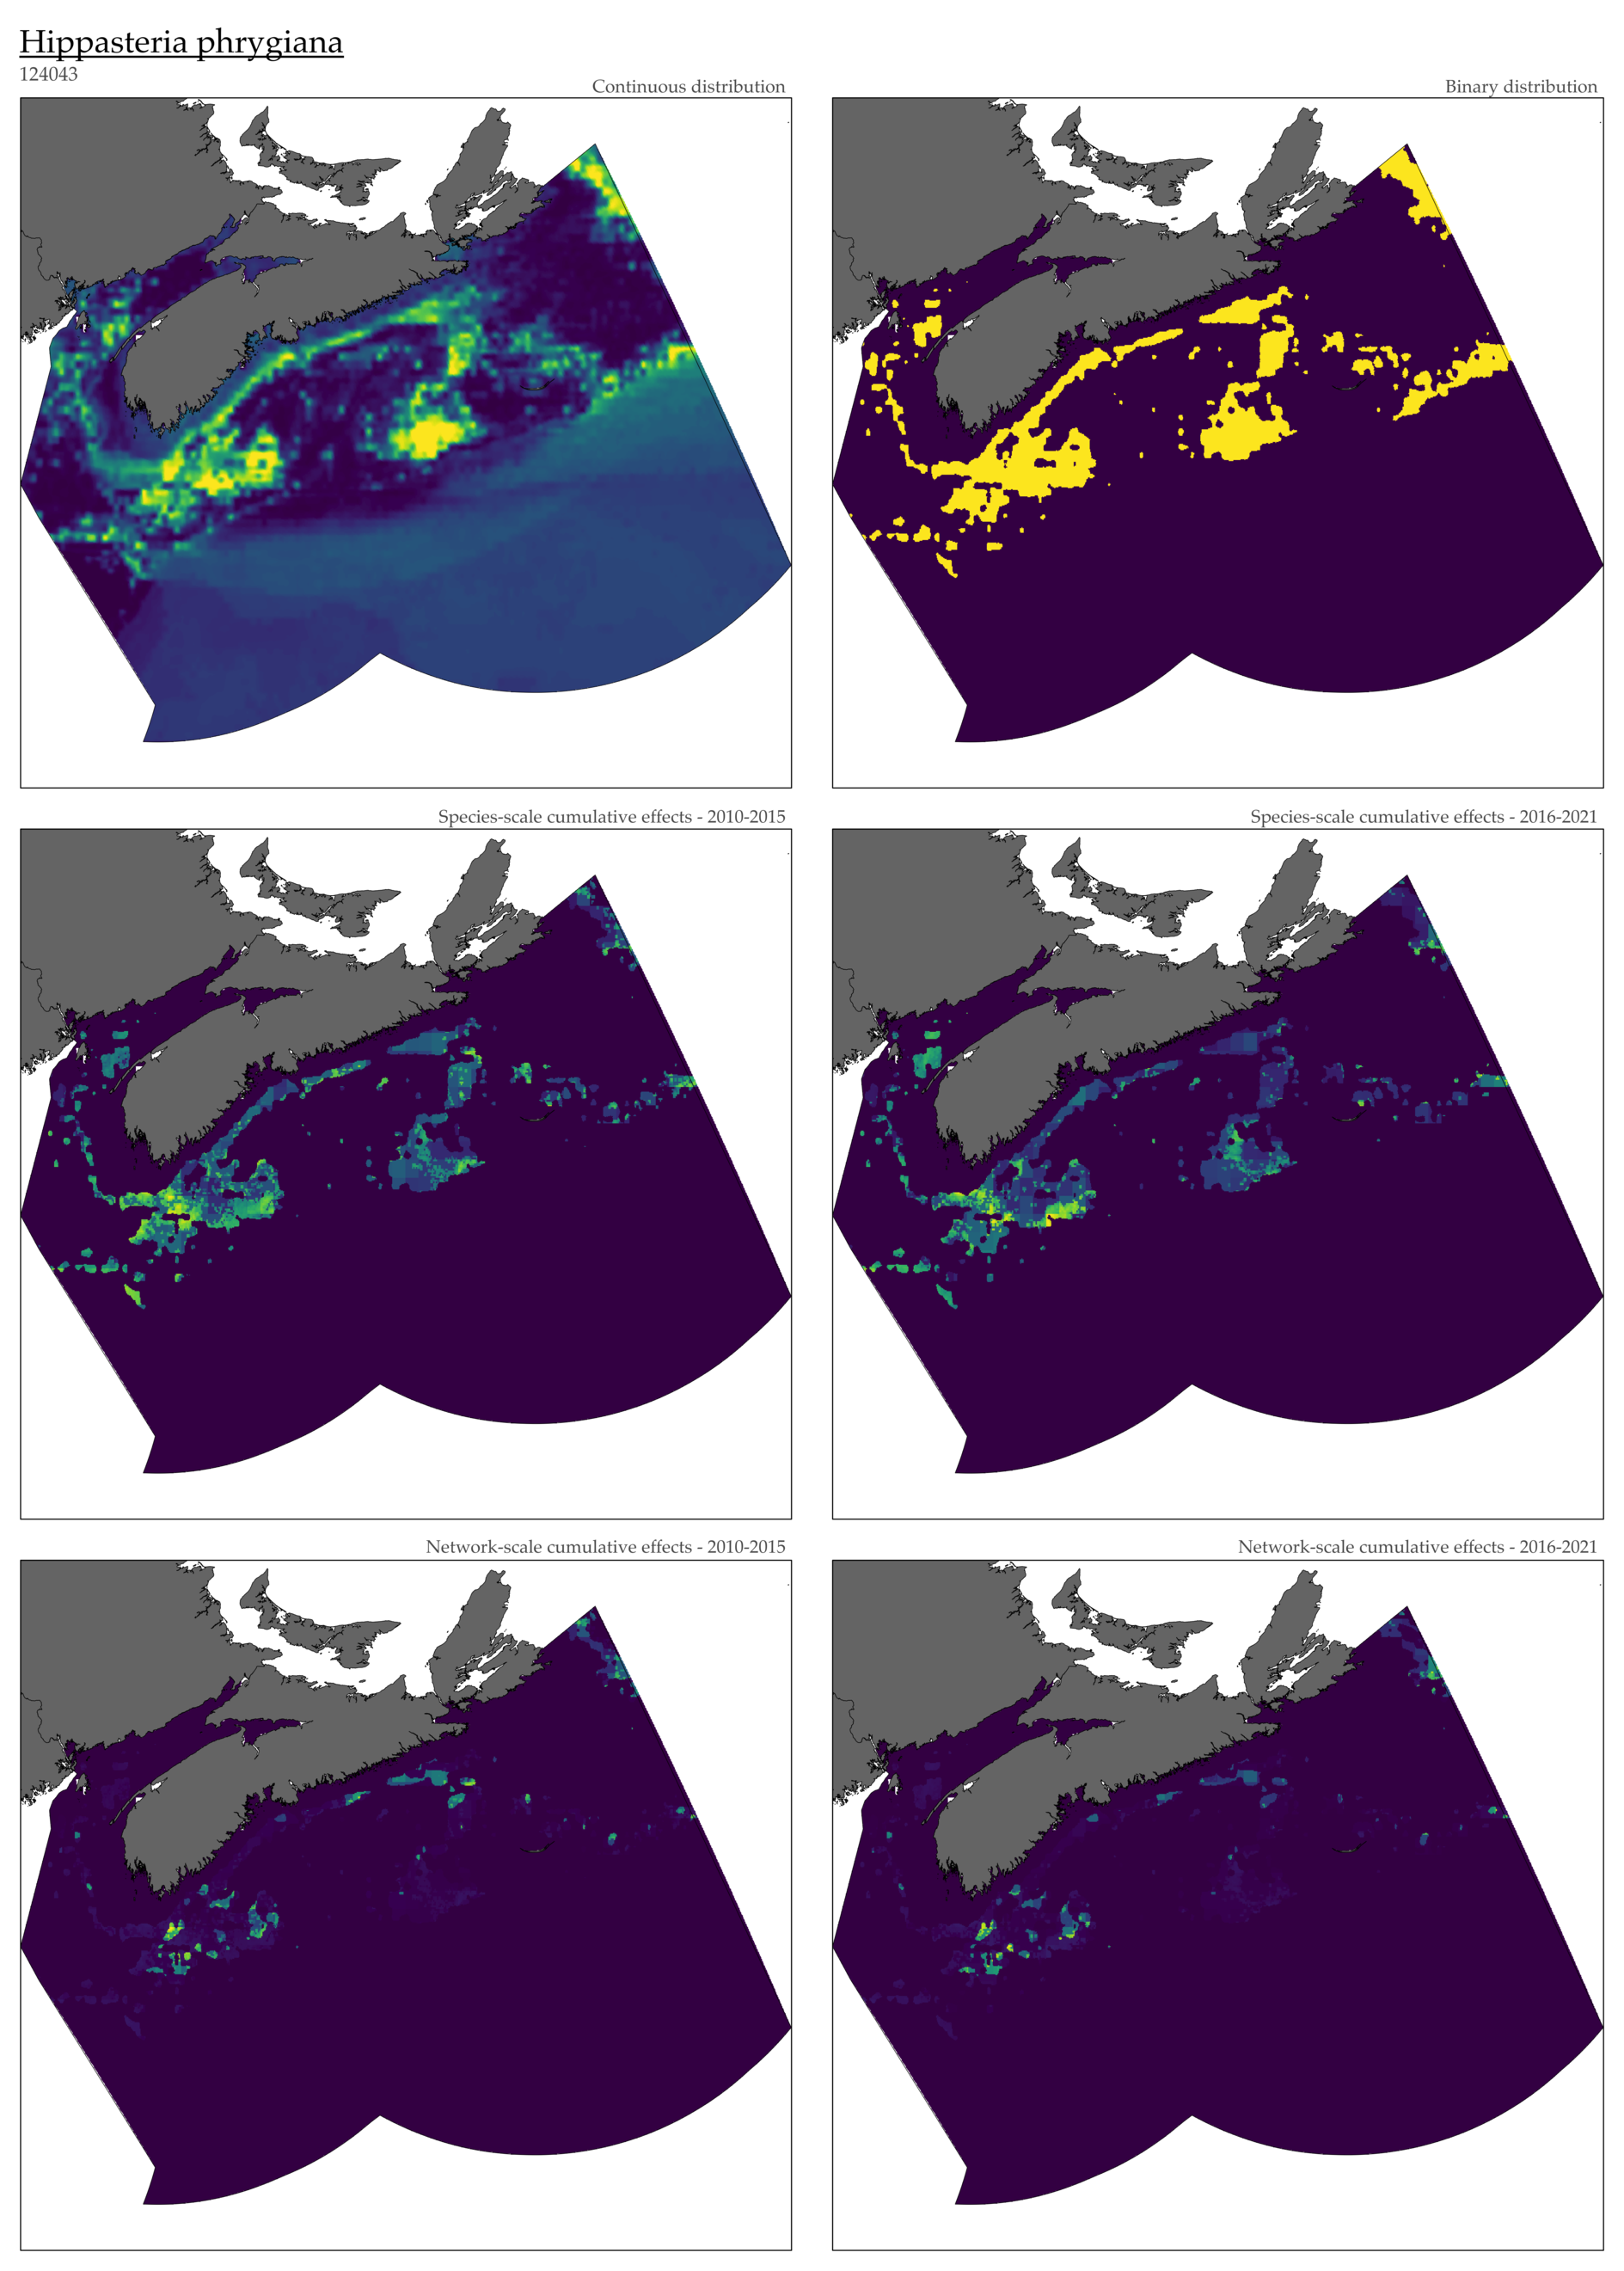 Hippasteria phrygiana
124043
Continuous distribution
Binary distribution
Species-scale cumulative effects - 2010-2015
Species-scale cumulative effects - 2016-2021
Network-scale cumulative effects - 2010-2015
Network-scale cumulative effects - 2016-2021